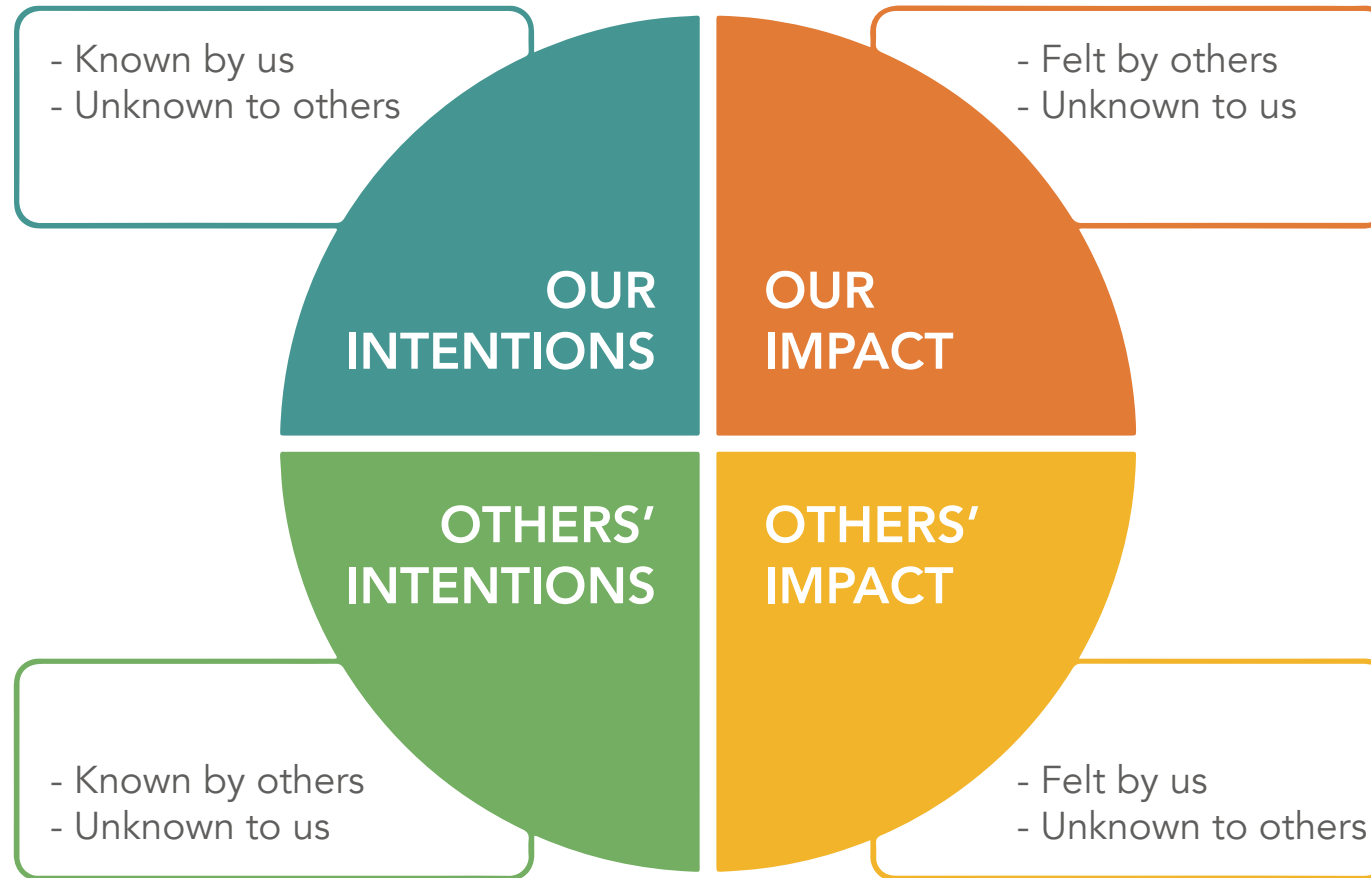 - Known by us
- Unknown to others
- Felt by others
- Unknown to us
OUR
INTENTIONS
OUR
IMPACT
OTHERS’
INTENTIONS
OTHERS’
IMPACT
- Known by others
- Unknown to us
- Felt by us
- Unknown to others